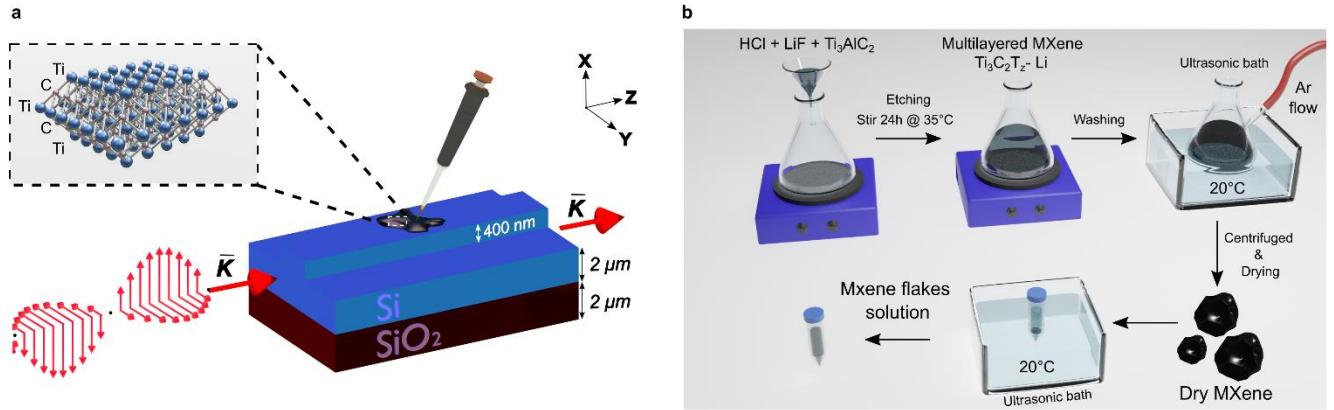 a
Ti
C
Ti
C
Ti
X
Z
Y
K̅
400 nm
K̅
2 µm
Si
2 µm
SiO₂
b
HCl + LiF + Ti₃AlC₂
Etching
Stir 24h @ 35°C
Multilayered MXene
Ti₃C₂T𝓏- Li
Washing
Ultrasonic bath
Ar
flow
20°C
Centrifuged
&
Drying
Dry MXene
20°C
Ultrasonic bath
Mxene flakes
solution